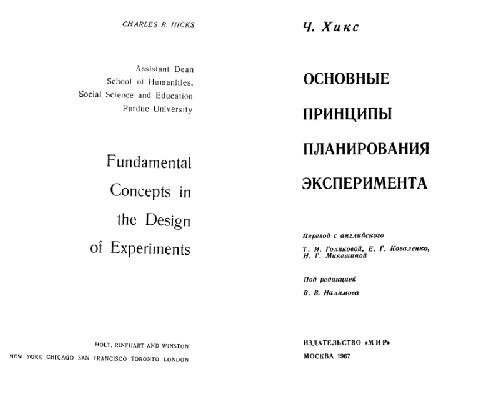 CHARLES R. HICKS
Assistant Dean
School of Humanities,
Social Science and Education
Purdue University
Fundamental
Concepts in
the Design
of Experiments
HOLT, RINEHART AND WINSTON
NEW YORK CHICAGO SAN FRANCISCO TORONTO LONDON
Ч. Хикс
ОСНОВНЫЕ
ПРИНЦИПЫ
ПЛАНИРОВАНИЯ
ЭКСПЕРИМЕНТА
Перевод с английского
Т. И. Голиковой, Е. Г. Коваленко,
Н. Г. Микешиной
Под редакцией
В. В. Налимова
ИЗДАТЕЛЬСТВО «МИР»
МОСКВА 1967